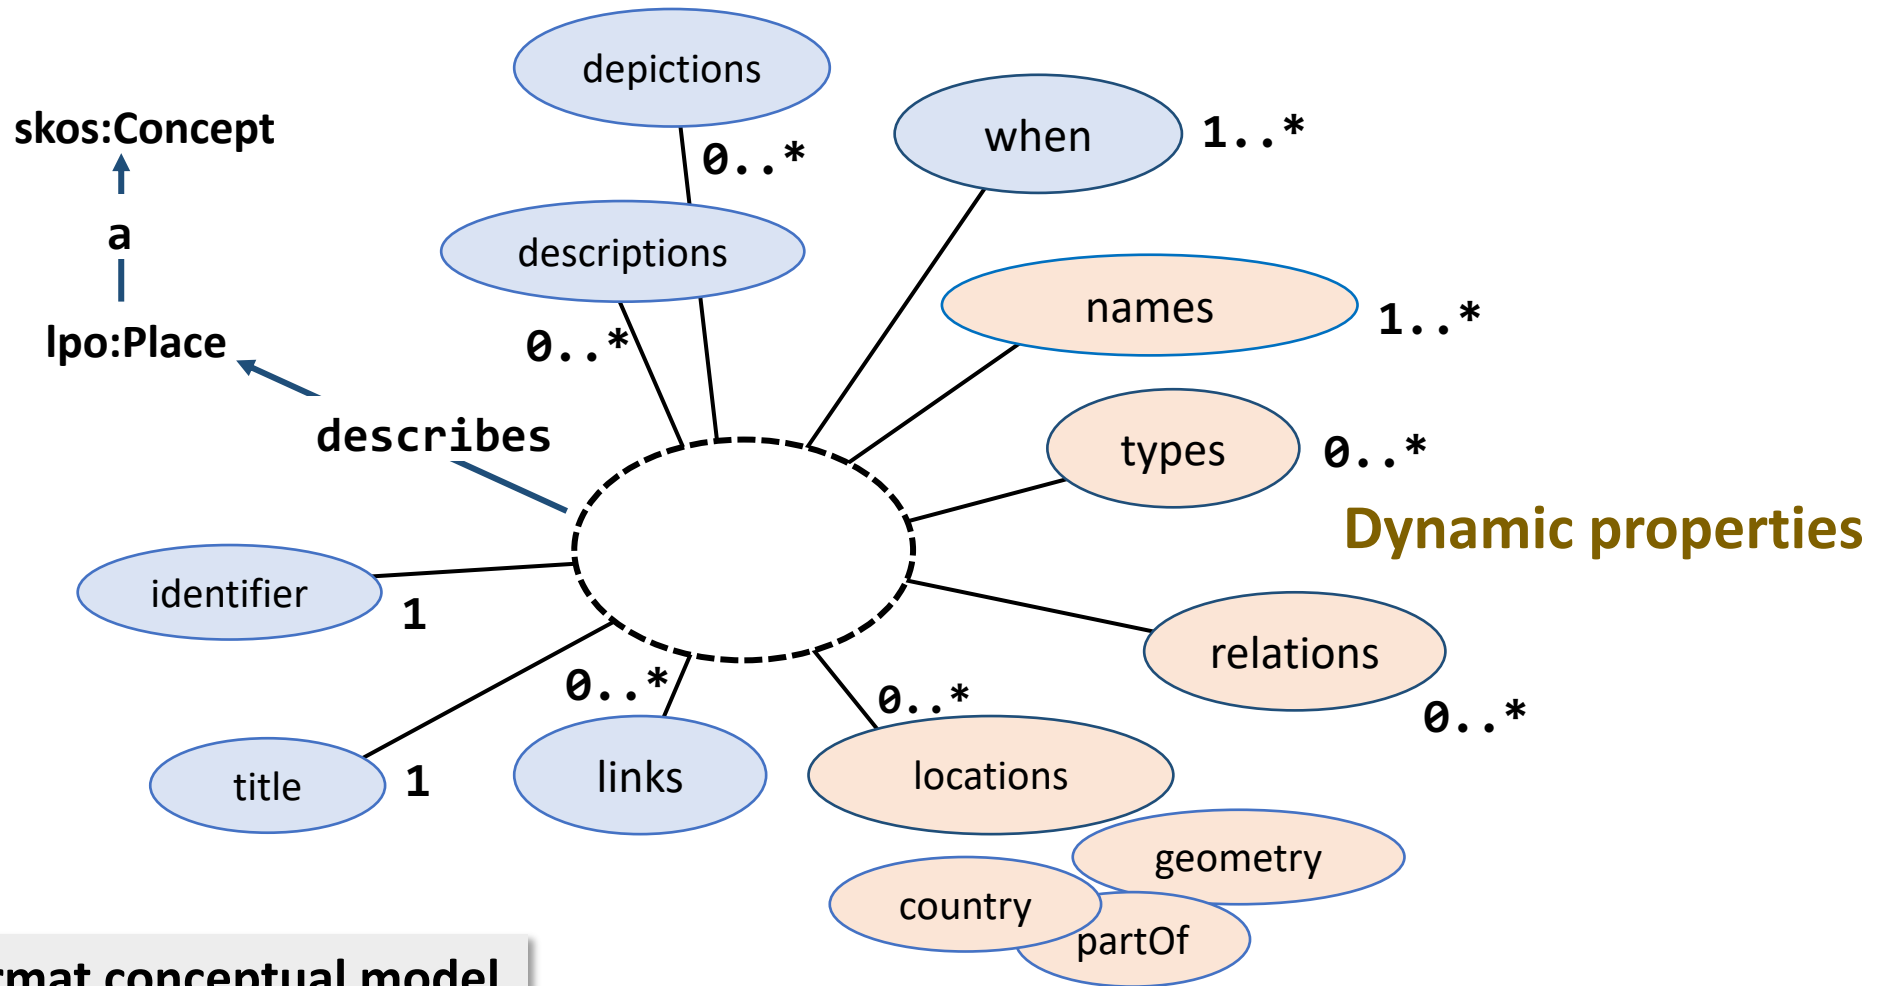 depictions
0..*
when
1..*
skos:Concept
a
lpo:Place
descriptions
0..*
names
1..*
describes
types
0..*
Dynamic properties
identifier
1
relations
0..*
title
1
0..*
links
0..*
locations
geometry
country
partOf
conceptual model